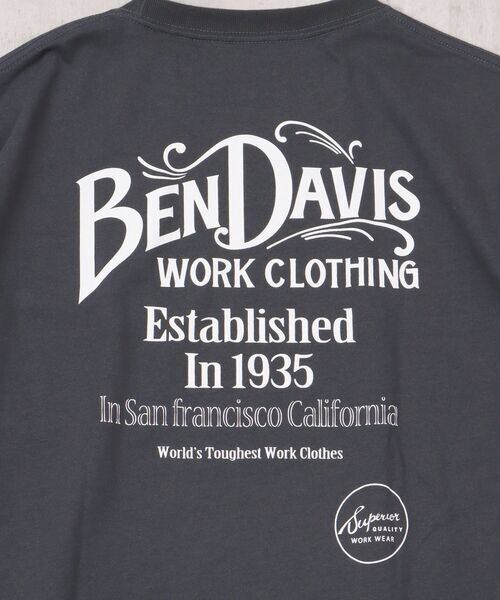 BEN DAVIS
WORK CLOTHING
Established
In 1935
In San francisco California
World's Toughest Work Clothes
Superior
QUALITY
WORK WEAR